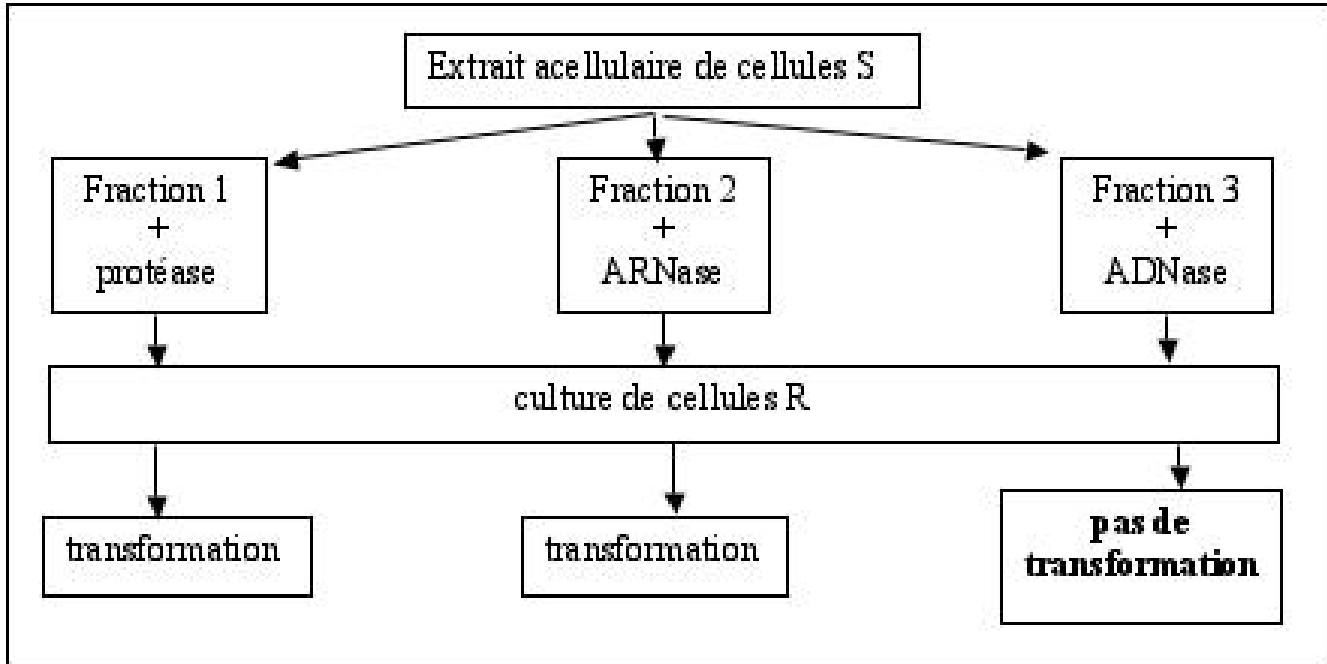 Extrait acellulaire de cellules S
Fraction 1
+
protéase
Fraction 2
+
ARNase
Fraction 3
+
ADNase
culture de cellules R
transformation
transformation
pas de
transformation